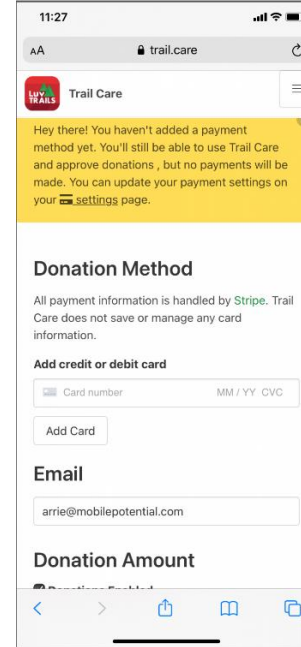 11:27
AA trail.care
LUV TRAILS
Trail Care
Hey there! You haven't added a payment
method yet. You'll still be able to use Trail Care
and approve donations , but no payments will be
made. You can update your payment settings on
your settings page.
Donation Method
All payment information is handled by Stripe. Trail
Care does not save or manage any card
information.
Add credit or debit card
Card number MM / YY CVC
Add Card
Email
arrie@mobilepotential.com
Donation Amount
Donations Enabled